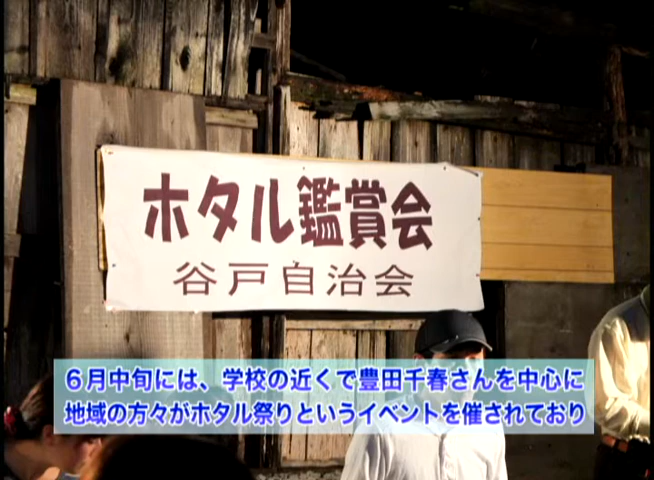 ホタル鑑賞会
谷戸自治会
6月中旬には、学校の近くで豊田千春さんを中心に
地域の方々がホタル祭りというイベントを催されており